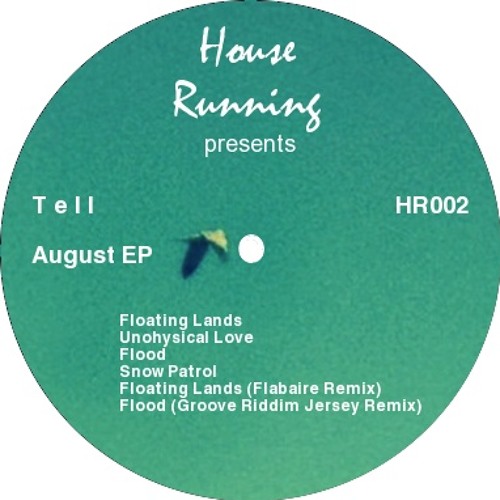 House
Running
presents
Tell
HR002
August EP
Floating Lands
Unohysical Love
Flood
Snow Patrol
Floating Lands (Flabaire Remix)
Flood (Groove Riddim Jersey Remix)